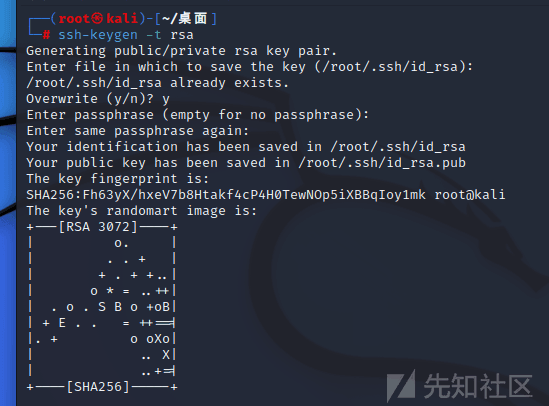 ┌──(root㉿kali)-[~/桌面]
└─# ssh-keygen -t rsa
Generating public/private rsa key pair.
Enter file in which to save the key (/root/.ssh/id_rsa):
/root/.ssh/id_rsa already exists.
Overwrite (y/n)? y
Enter passphrase (empty for no passphrase):
Enter same passphrase again:
Your identification has been saved in /root/.ssh/id_rsa
Your public key has been saved in /root/.ssh/id_rsa.pub
The key fingerprint is:
SHA256:Fh63yX/hxeV7b8Htakf4cP4H0TewNOp5iXBBqIoy1mk root@kali
The key's randomart image is:
+---[RSA 3072]----+
|           o.    |
|          . . +  |
|         + . + +..|
|        o * = ..++|
|  . o . S B o +oB|
| + E . .   = ++==|
|. +         o oXo|
|             .. X|
|             ..+=|
+----[SHA256]-----+
先知社区